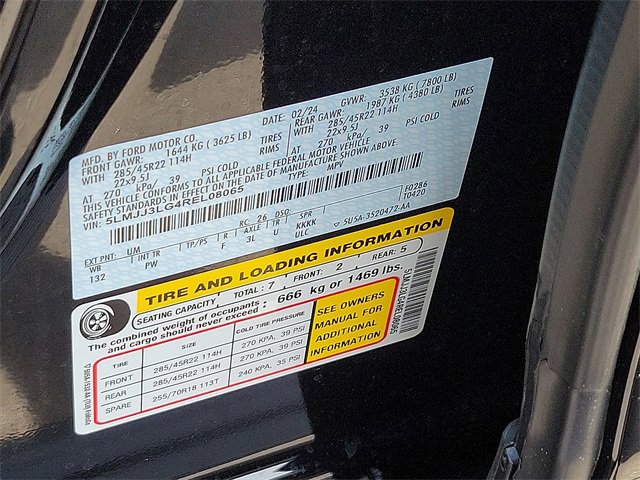 MFD. BY FORD MOTOR CO.
DATE: 02/24 GVWR: 3538 KG (7800 LB)
FRONT GAWR: 1644 KG (3625 LB) REAR GAWR: 1987 KG (4380 LB)
WITH 285/45R22 114H TIRES WITH 285/45R22 114H TIRES
22x9.5J RIMS 22x9.5J RIMS
AT 270 kPa/ 39 PSI COLD AT 270 kPa/ 39 PSI COLD
THIS VEHICLE CONFORMS TO ALL APPLICABLE FEDERAL MOTOR VEHICLE
SAFETY STANDARDS IN EFFECT ON THE DATE OF MANUFACTURE SHOWN ABOVE.
VIN: 5LMJJ3LG4REL08065 TYPE: MPV
F0286
T0420
EXT PNT: UM RC: 26 DSO:
WB INT TR TP/PS R AXLE TR SPR
132 PW F 3L U KKKK
ULC
5U5A-3520472-AA
TIRE AND LOADING INFORMATION
SEATING CAPACITY TOTAL: 7 FRONT: 2 REAR: 5
The combined weight of occupants and cargo should never exceed: 666 kg or 1469 lbs.
TIRE SIZE COLD TIRE PRESSURE
FRONT 285/45R22 114H 270 KPA, 39 PSI
REAR 285/45R22 114H 270 KPA, 39 PSI
SPARE 255/70R18 113T 240 KPA, 35 PSI
SEE OWNERS
MANUAL FOR
ADDITIONAL
INFORMATION
5LMJJ3LG4REL08065